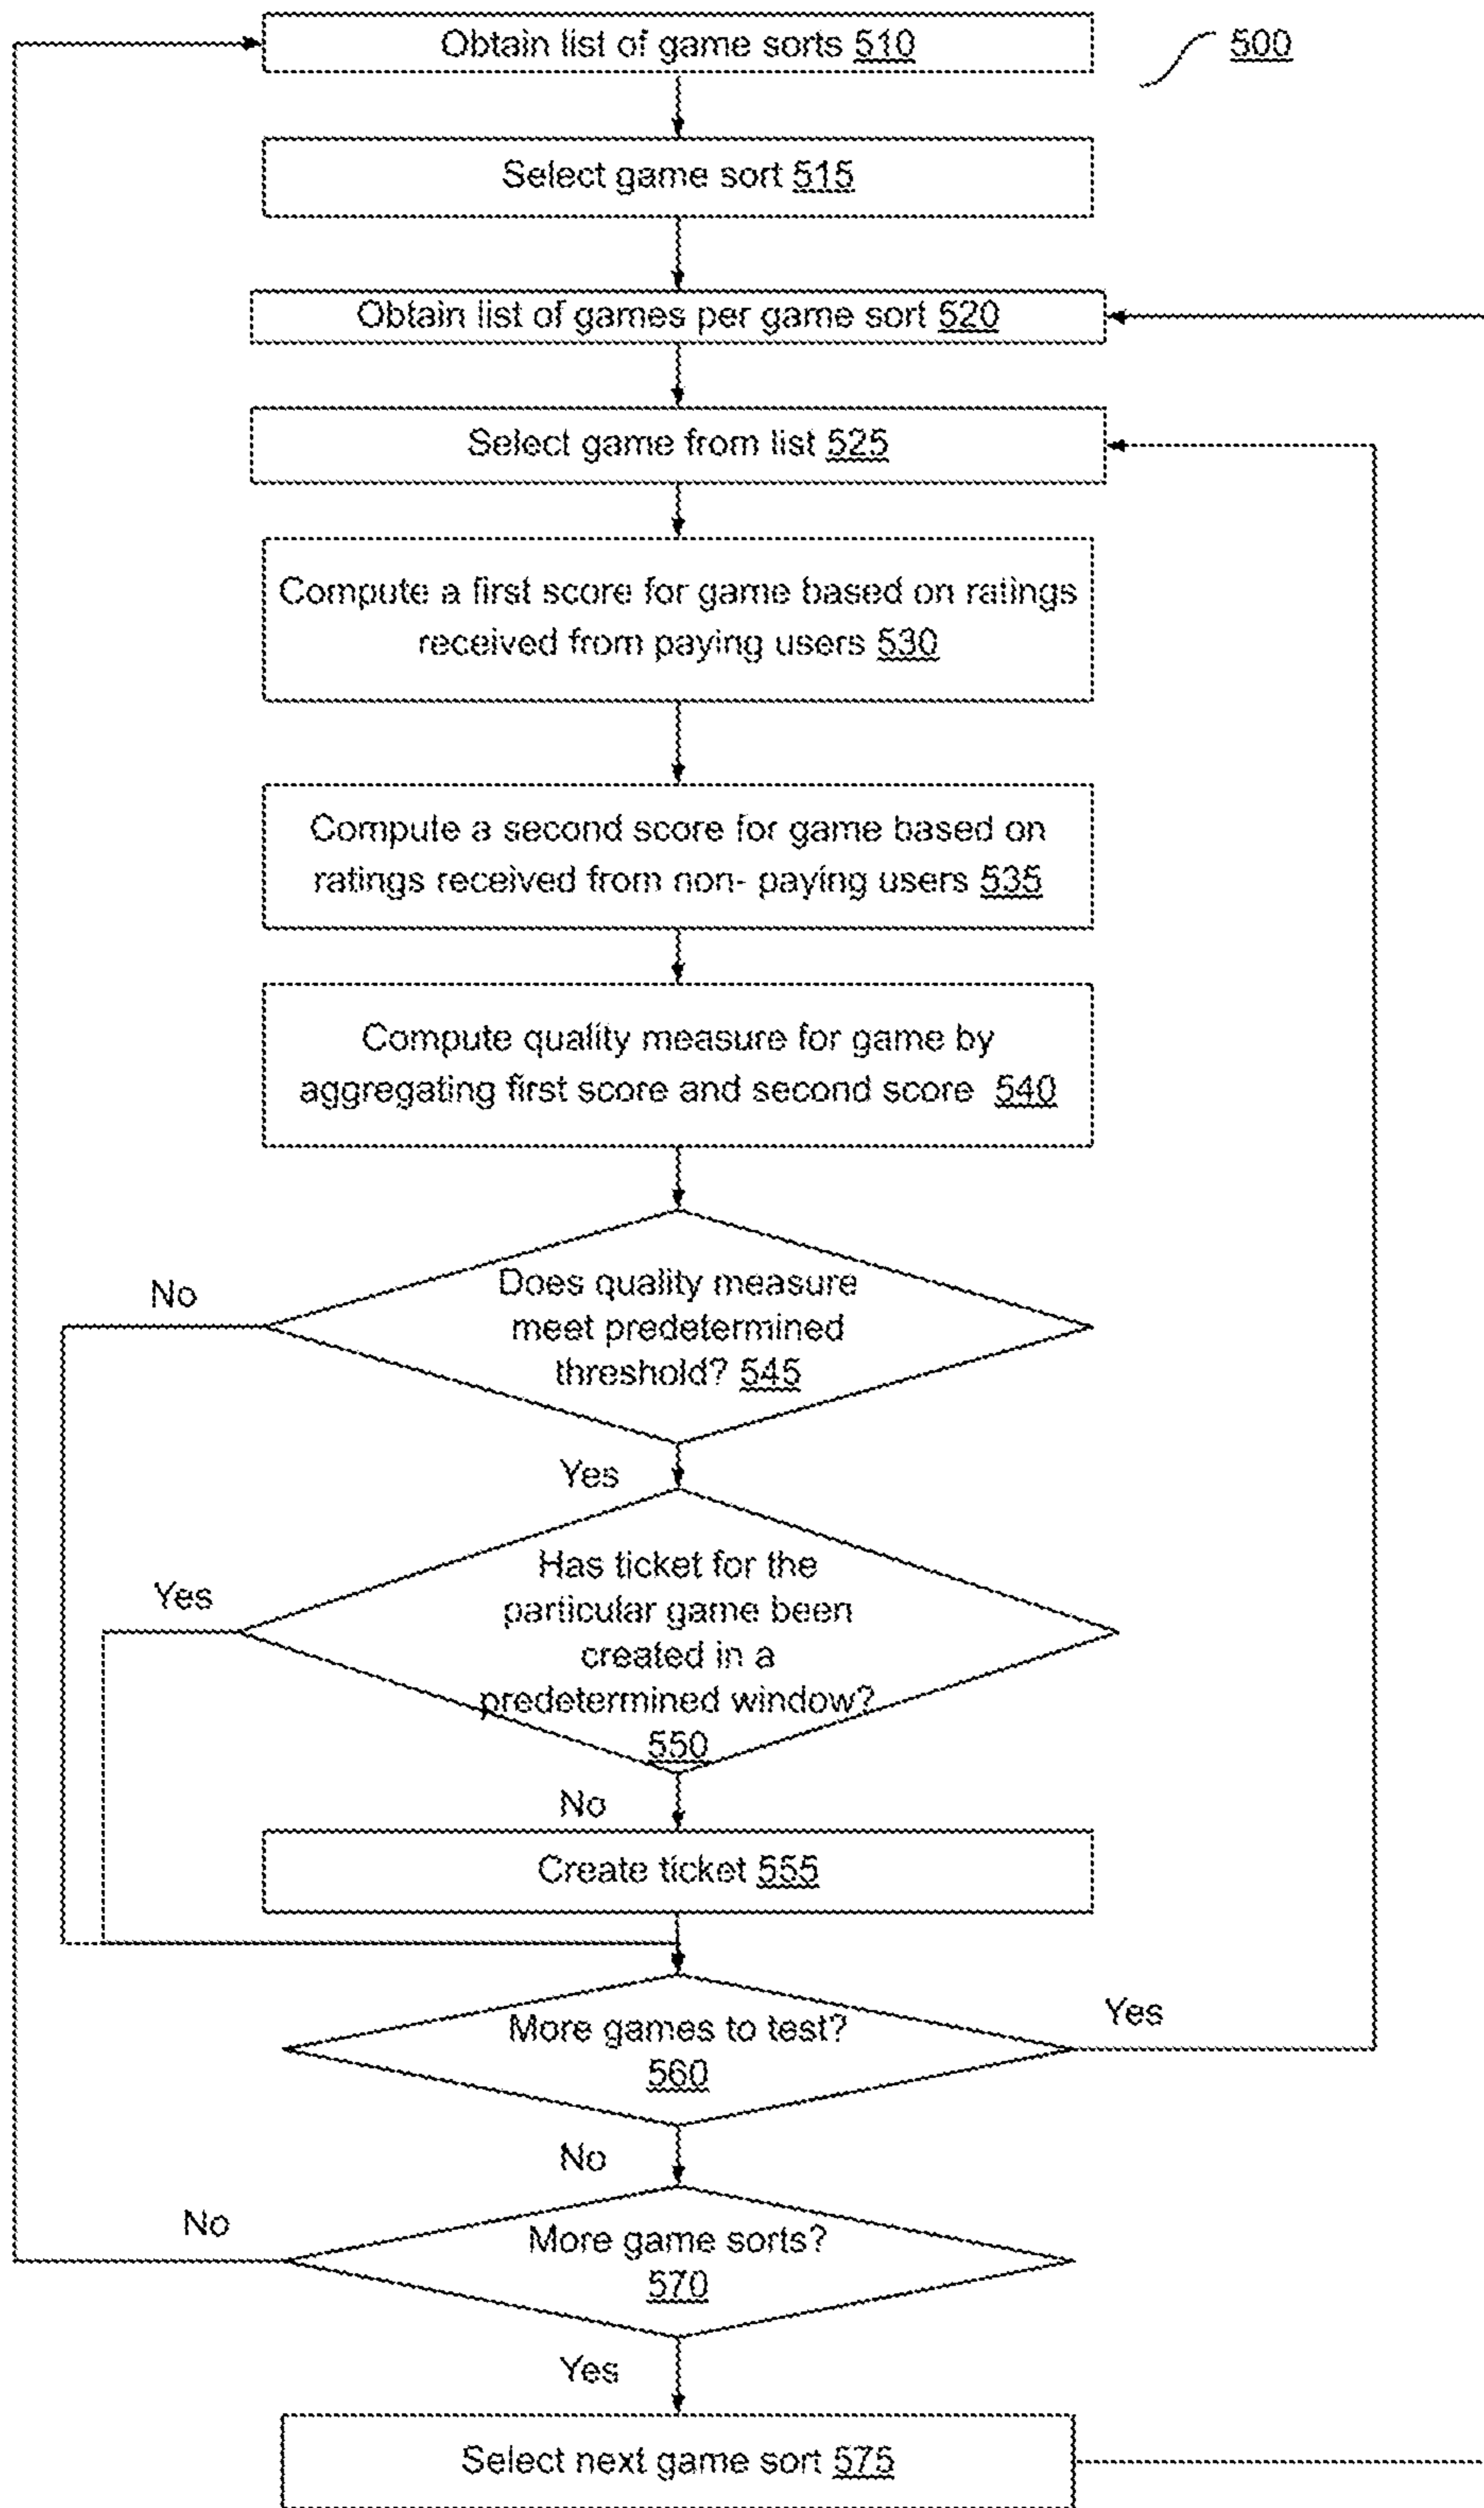 Obtain list of game sorts 510
500
Select game sort 515
Obtain list of games per game sort 520
Select game from list 525
Compute a first score for game based on ratings
received from paying users 530
Compute a second score for game based on
ratings received from non- paying users 535
Compute quality measure for game by
aggregating first score and second score 540
No
Does quality measure
meet predetermined
threshold? 545
Yes
Yes
Has ticket for the
particular game been
created in a
predetermined window?
550
No
Create ticket 555
More games to test?
560
Yes
No
No
More game sorts?
570
Yes
Select next game sort 575